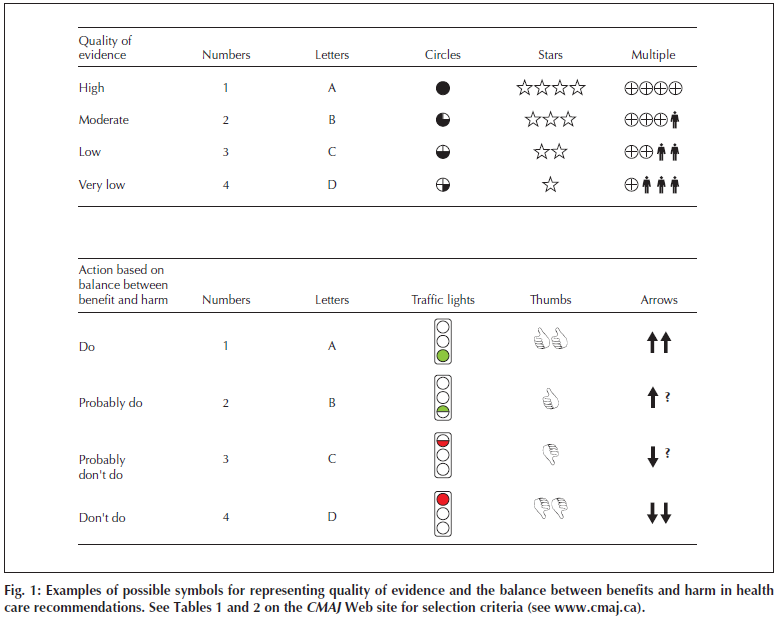 Quality of
evidence Numbers Letters Circles Stars Multiple
High 1 A
Moderate 2 B
Low 3 C
Very low 4 D
Action based on
balance between
benefit and harm Numbers Letters Traffic lights Thumbs Arrows
Do 1 A
Probably do 2 B ?
Probably
don't do 3 C ?
Don't do 4 D
Fig. 1: Examples of possible symbols for representing quality of evidence and the balance between benefits and harm in health
care recommendations. See Tables 1 and 2 on the CMAJ Web site for selection criteria (see www.cmaj.ca).